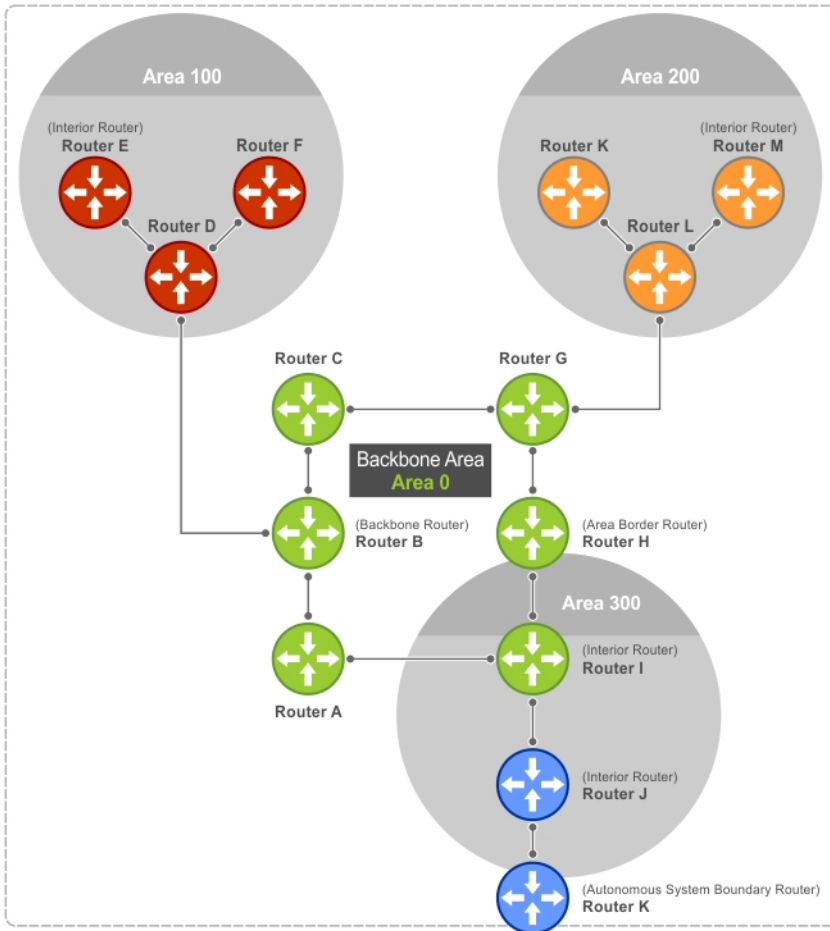 Area 100
Area 200
(Interior Router)
Router E
Router F
Router D
Router K
(Interior Router)
Router M
Router L
Router C
Router G
Backbone Area
Area 0
(Backbone Router)
Router B
(Area Border Router)
Router H
Area 300
Router A
(Interior Router)
Router I
(Interior Router)
Router J
(Autonomous System Boundary Router)
Router K